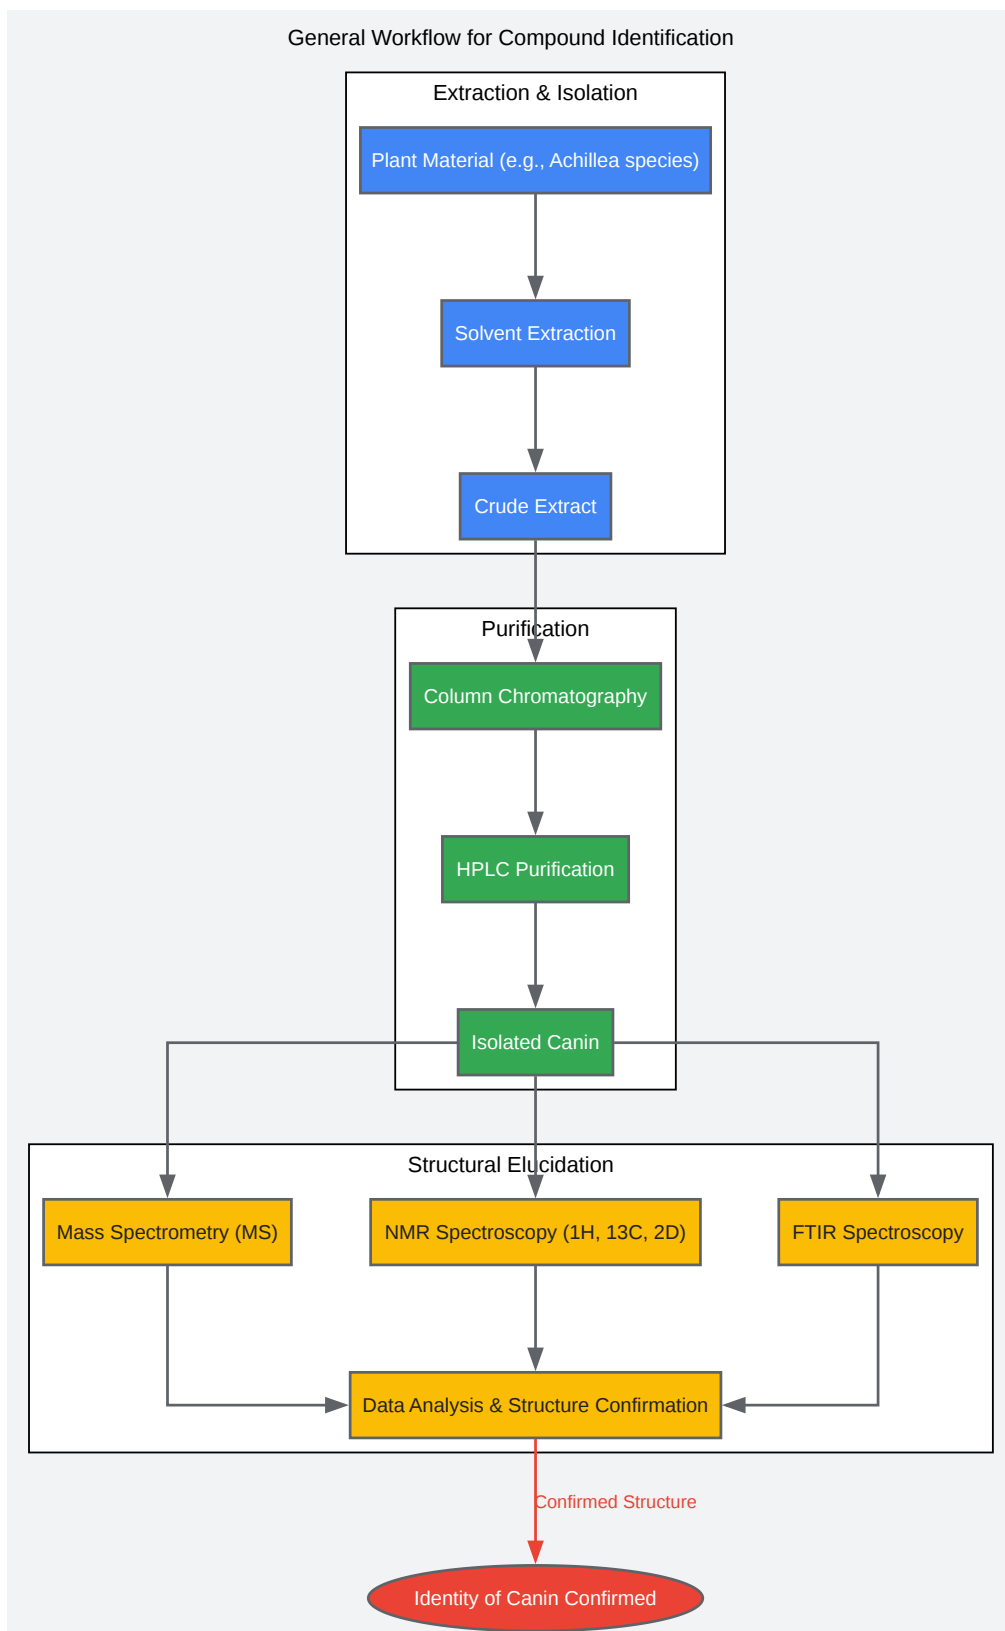 General Workflow for Compound Identification
Extraction & Isolation
Plant Material (e.g., Achillea species)
Solvent Extraction
Crude Extract
Purification
Column Chromatography
HPLC Purification
Isolated Canin
Structural Elucidation
Mass Spectrometry (MS)
NMR Spectroscopy (1H, 13C, 2D)
FTIR Spectroscopy
Data Analysis & Structure Confirmation
Confirmed Structure
Identity of Canin Confirmed